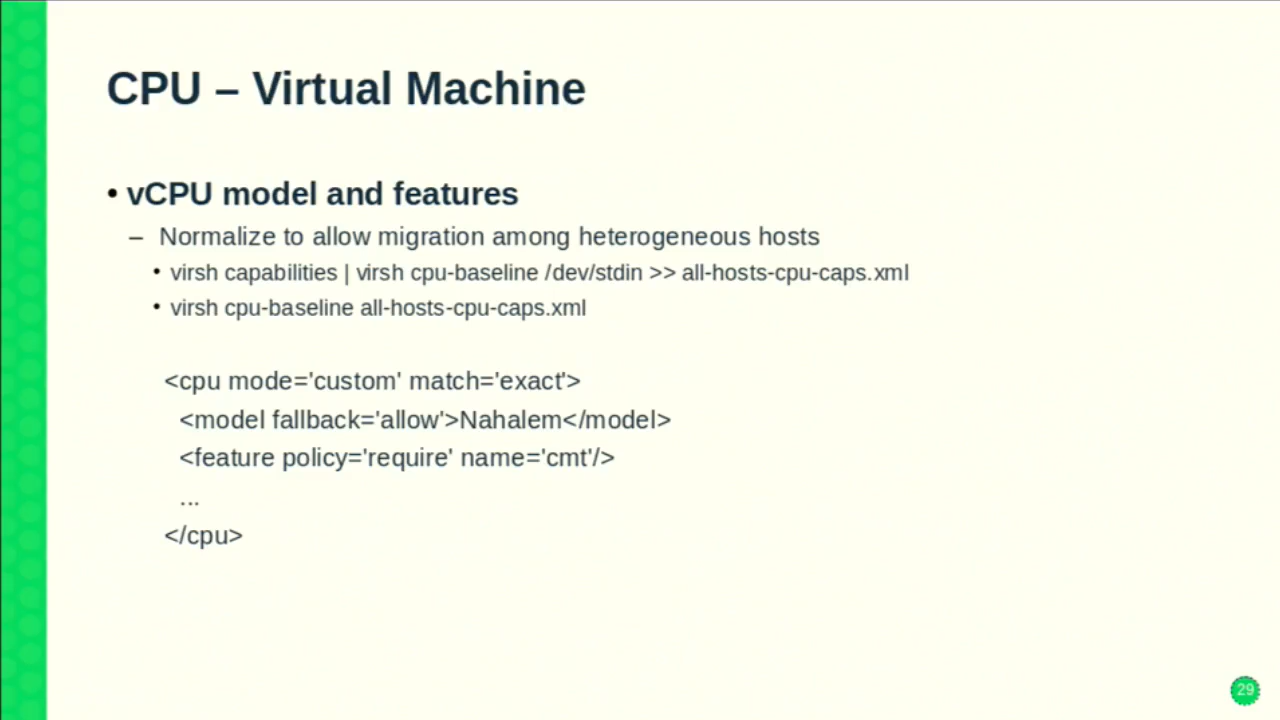 CPU – Virtual Machine
• vCPU model and features
– Normalize to allow migration among heterogeneous hosts
• virsh capabilities | virsh cpu-baseline /dev/stdin >> all-hosts-cpu-caps.xml
• virsh cpu-baseline all-hosts-cpu-caps.xml
<cpu mode='custom' match='exact'>
<model fallback='allow'>Nahalem</model>
<feature policy='require' name='cmt'/>
...
</cpu>
29